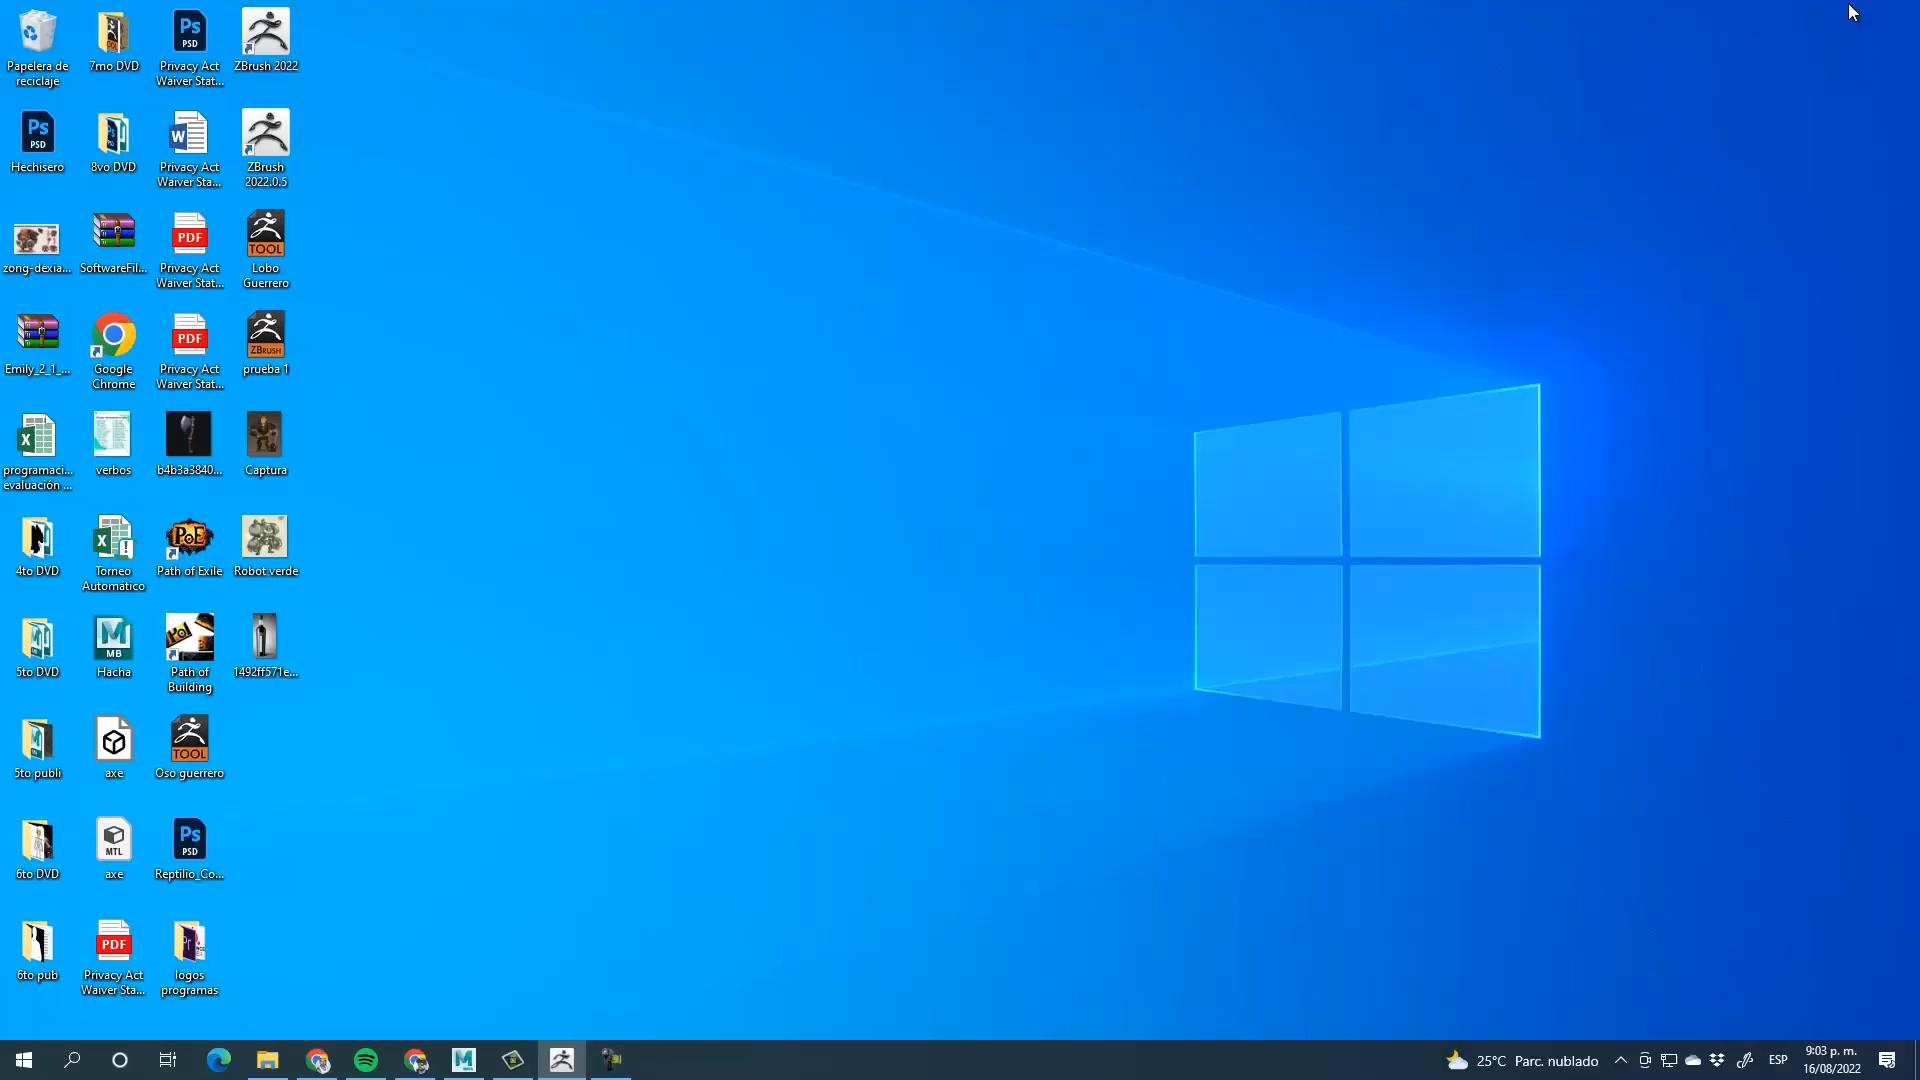 Papelera de
reciclaje
7mo DVD
Ps
PSD
Privacy Act
Waiver Stat...
ZBrush 2022
Ps
PSD
Hechisero
8vo DVD
W
Privacy Act
Waiver Sta...
ZBrush
2022.0.5
zong-dexia...
SoftwareFil...
PDF
Privacy Act
Waiver Stat...
TOOL
Lobo
Guerrero
Emily_2_1_...
Google
Chrome
PDF
Privacy Act
Waiver Stat...
ZBRUSH
prueba 1
X
programaci...
evaluación ...
verbos
b4b3a3840...
Captura
4to DVD
X
Torneo
Automático
PoE
Path of Exile
Robot verde
5to DVD
M
MB
Hacha
Path of
Building
1492ff571e...
5to publi
axe
TOOL
Oso guerrero
6to DVD
MTL
axe
Ps
PSD
Reptilio_Co...
6to pub
PDF
Privacy Act
Waiver Sta...
Pr
logos
programas
M
25°C Parc. nublado
ESP
9:03 p. m.
16/08/2022